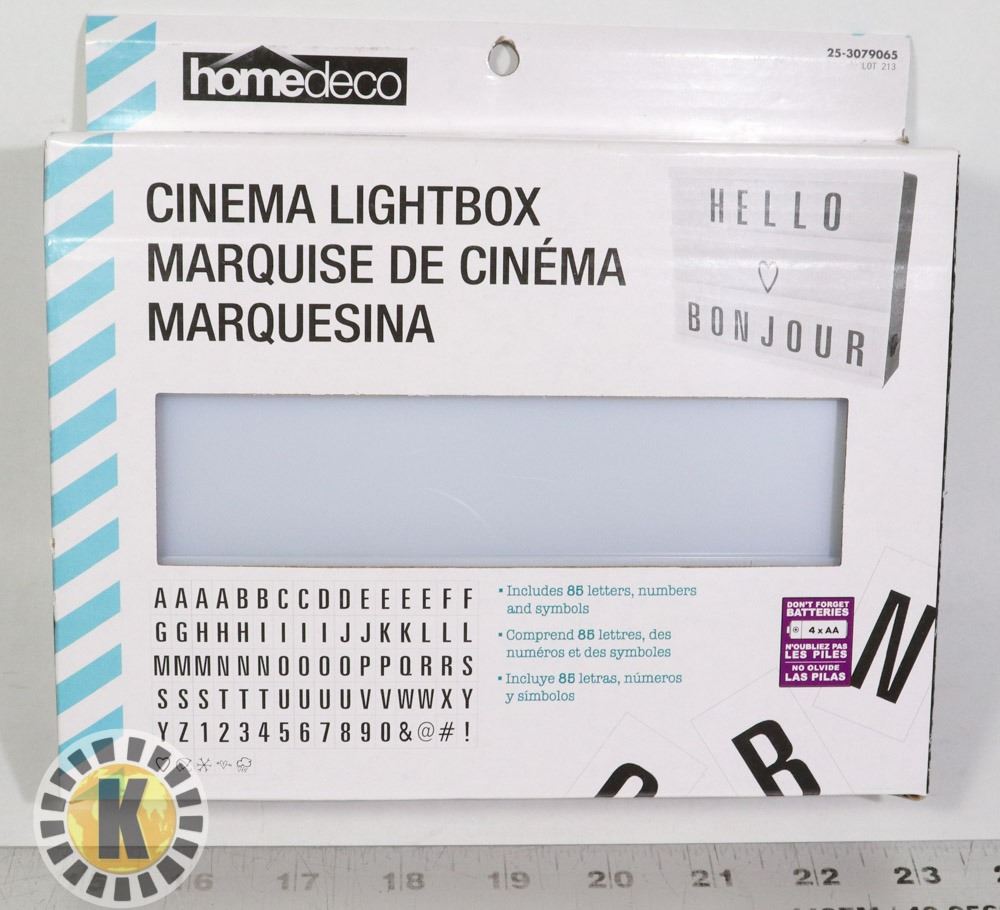 homedeco
25-3079065
LOT 213
CINEMA LIGHTBOX
MARQUISE DE CINÉMA
MARQUESINA
HELLO
BONJOUR
A A A A B B C C D D E E E E F F
G G H H H I I I I J J K K L L L
M M M N N N O O O O P P Q R R S
S S S T T T U U U U V V W W X Y
Y Z 1 2 3 4 5 6 7 8 9 0 & @ # !
• Includes 85 letters, numbers
and symbols
• Comprend 85 lettres, des
numéros et des symboles
• Incluye 85 letras, números
y símbolos
DON'T FORGET
BATTERIES
4 x AA
N'OUBLIEZ PAS
LES PILES
NO OLVIDE
LAS PILAS
N
R
K
16 17 18 19 20 21 22 23